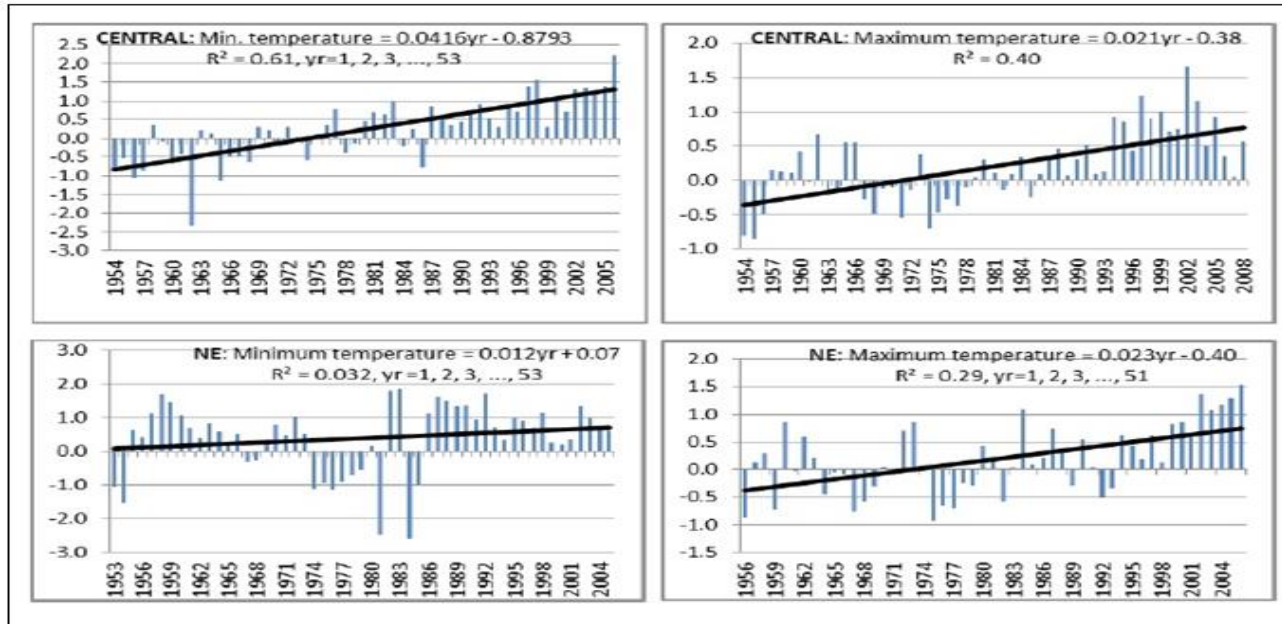 CENTRAL: Min. temperature = 0.0416yr - 0.8793
R² = 0.61, yr=1, 2, 3, ..., 53
2.5
2.0
1.5
1.0
0.5
0.0
-0.5
-1.0
-1.5
-2.0
-2.5
-3.0
1954 1957 1960 1963 1966 1969 1972 1975 1978 1981 1984 1987 1990 1993 1996 1999 2002 2005
CENTRAL: Maximum temperature = 0.021yr - 0.38
R² = 0.40
2.0
1.5
1.0
0.5
0.0
-0.5
-1.0
1954 1957 1960 1963 1966 1969 1972 1975 1978 1981 1984 1987 1990 1993 1996 1999 2002 2005 2008
NE: Minimum temperature = 0.012yr + 0.07
R² = 0.032, yr=1, 2, 3, ..., 53
3.0
2.0
1.0
0.0
-1.0
-2.0
-3.0
1953 1956 1959 1962 1965 1968 1971 1974 1977 1980 1983 1986 1989 1992 1995 1998 2001 2004
NE: Maximum temperature = 0.023yr - 0.40
R² = 0.29, yr=1, 2, 3, ..., 51
2.0
1.5
1.0
0.5
0.0
-0.5
-1.0
-1.5
1956 1959 1962 1965 1968 1971 1974 1977 1980 1983 1986 1989 1992 1995 1998 2001 2004